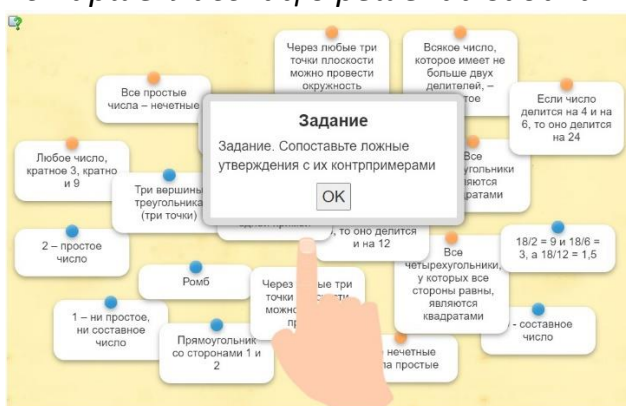 Через любые три
точки плоскости
можно провести
окружность
Всякое число,
которое имеет не
больше двух
делителей, –
Все простые
числа – нечетные
Если число
делится на 4 и на
6, то оно делится
на 24
Задание
Задание. Сопоставьте ложные
утверждения с их контрпримерами
OK
Любое число,
кратное 3, кратно
и 9
Все
Три вершины
треугольника
(три точки)
то оно делится
и на 12
2 – простое
число
18/2 = 9 и 18/6 =
3, а 18/12 = 1,5
Все
четырехугольники,
у которых все
стороны равны,
являются
квадратами
Ромб
Через три
точки
1 – ни простое,
ни составное
число
Прямоугольник
со сторонами 1 и
2
нечетные
простые
- составное
число